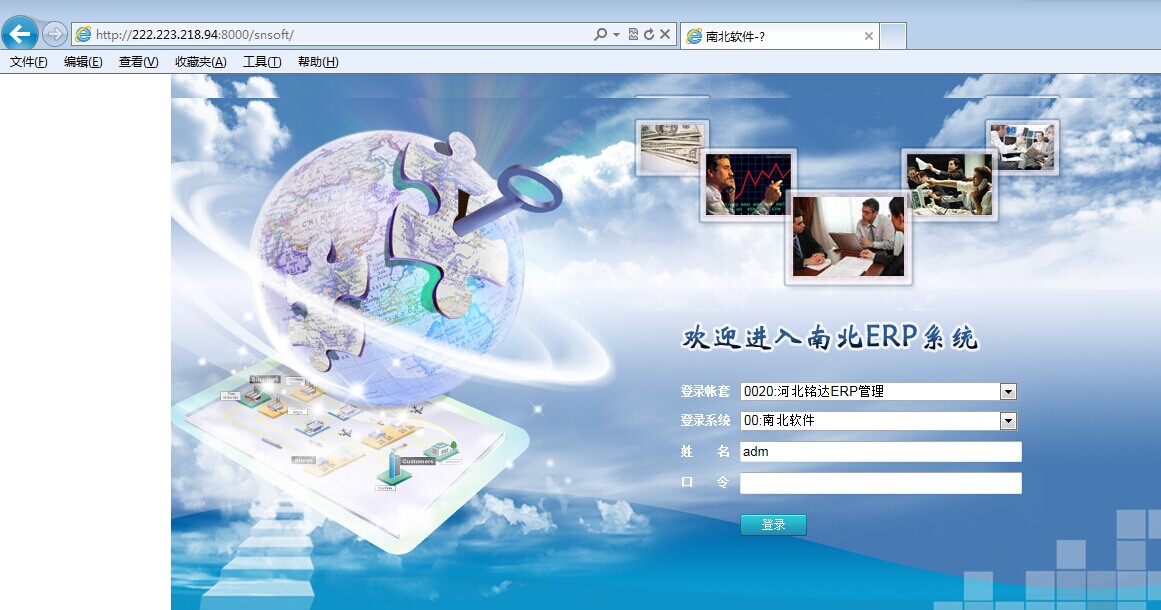 http://222.223.218.94:8000/snsoft/
南北软件-?
文件(F) 编辑(E) 查看(V) 收藏夹(A) 工具(T) 帮助(H)
欢迎进入南北ERP系统
登录帐套 0020:河北铭达ERP管理
登录系统 00:南北软件
姓 名 adm
口 令
登录
Customers
Stores